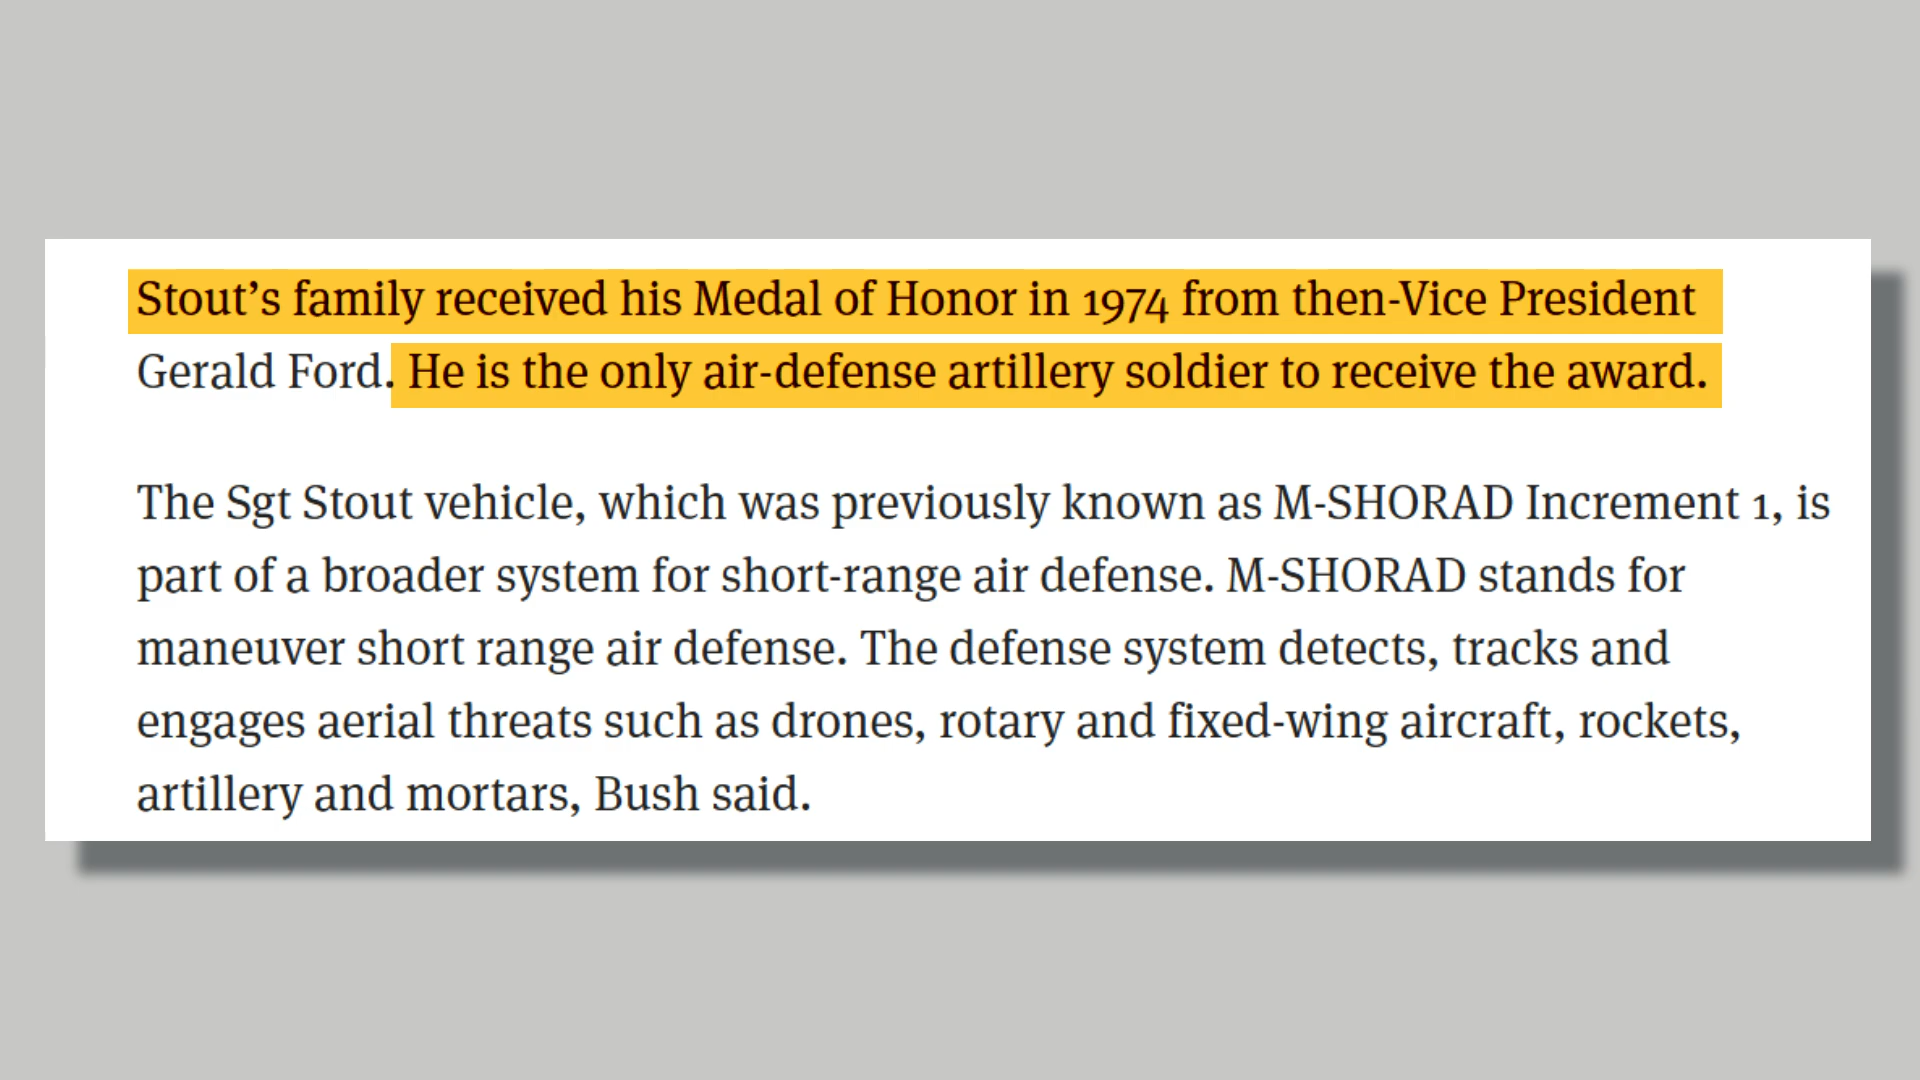 Stout’s family received his Medal of Honor in 1974 from then-Vice President
Gerald Ford. He is the only air-defense artillery soldier to receive the award.
The Sgt Stout vehicle, which was previously known as M-SHORAD Increment 1, is
part of a broader system for short-range air defense. M-SHORAD stands for
maneuver short range air defense. The defense system detects, tracks and
engages aerial threats such as drones, rotary and fixed-wing aircraft, rockets,
artillery and mortars, Bush said.